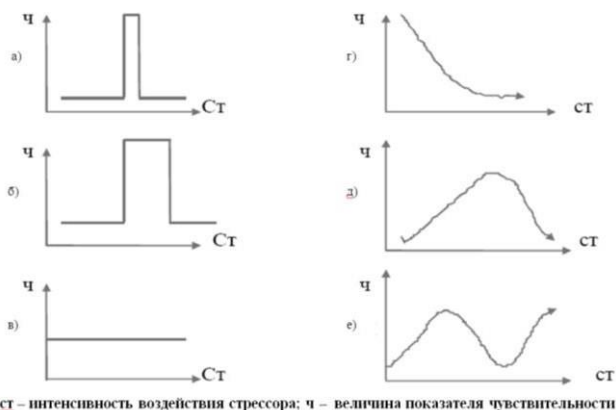 Ч
а)
Ст
Ч
б)
Ст
Ч
в)
Ст
Ч
г)
ст
Ч
д)
ст
Ч
е)
ст
ст – интенсивность воздействия стрессора; ч – величина показателя чувствительности